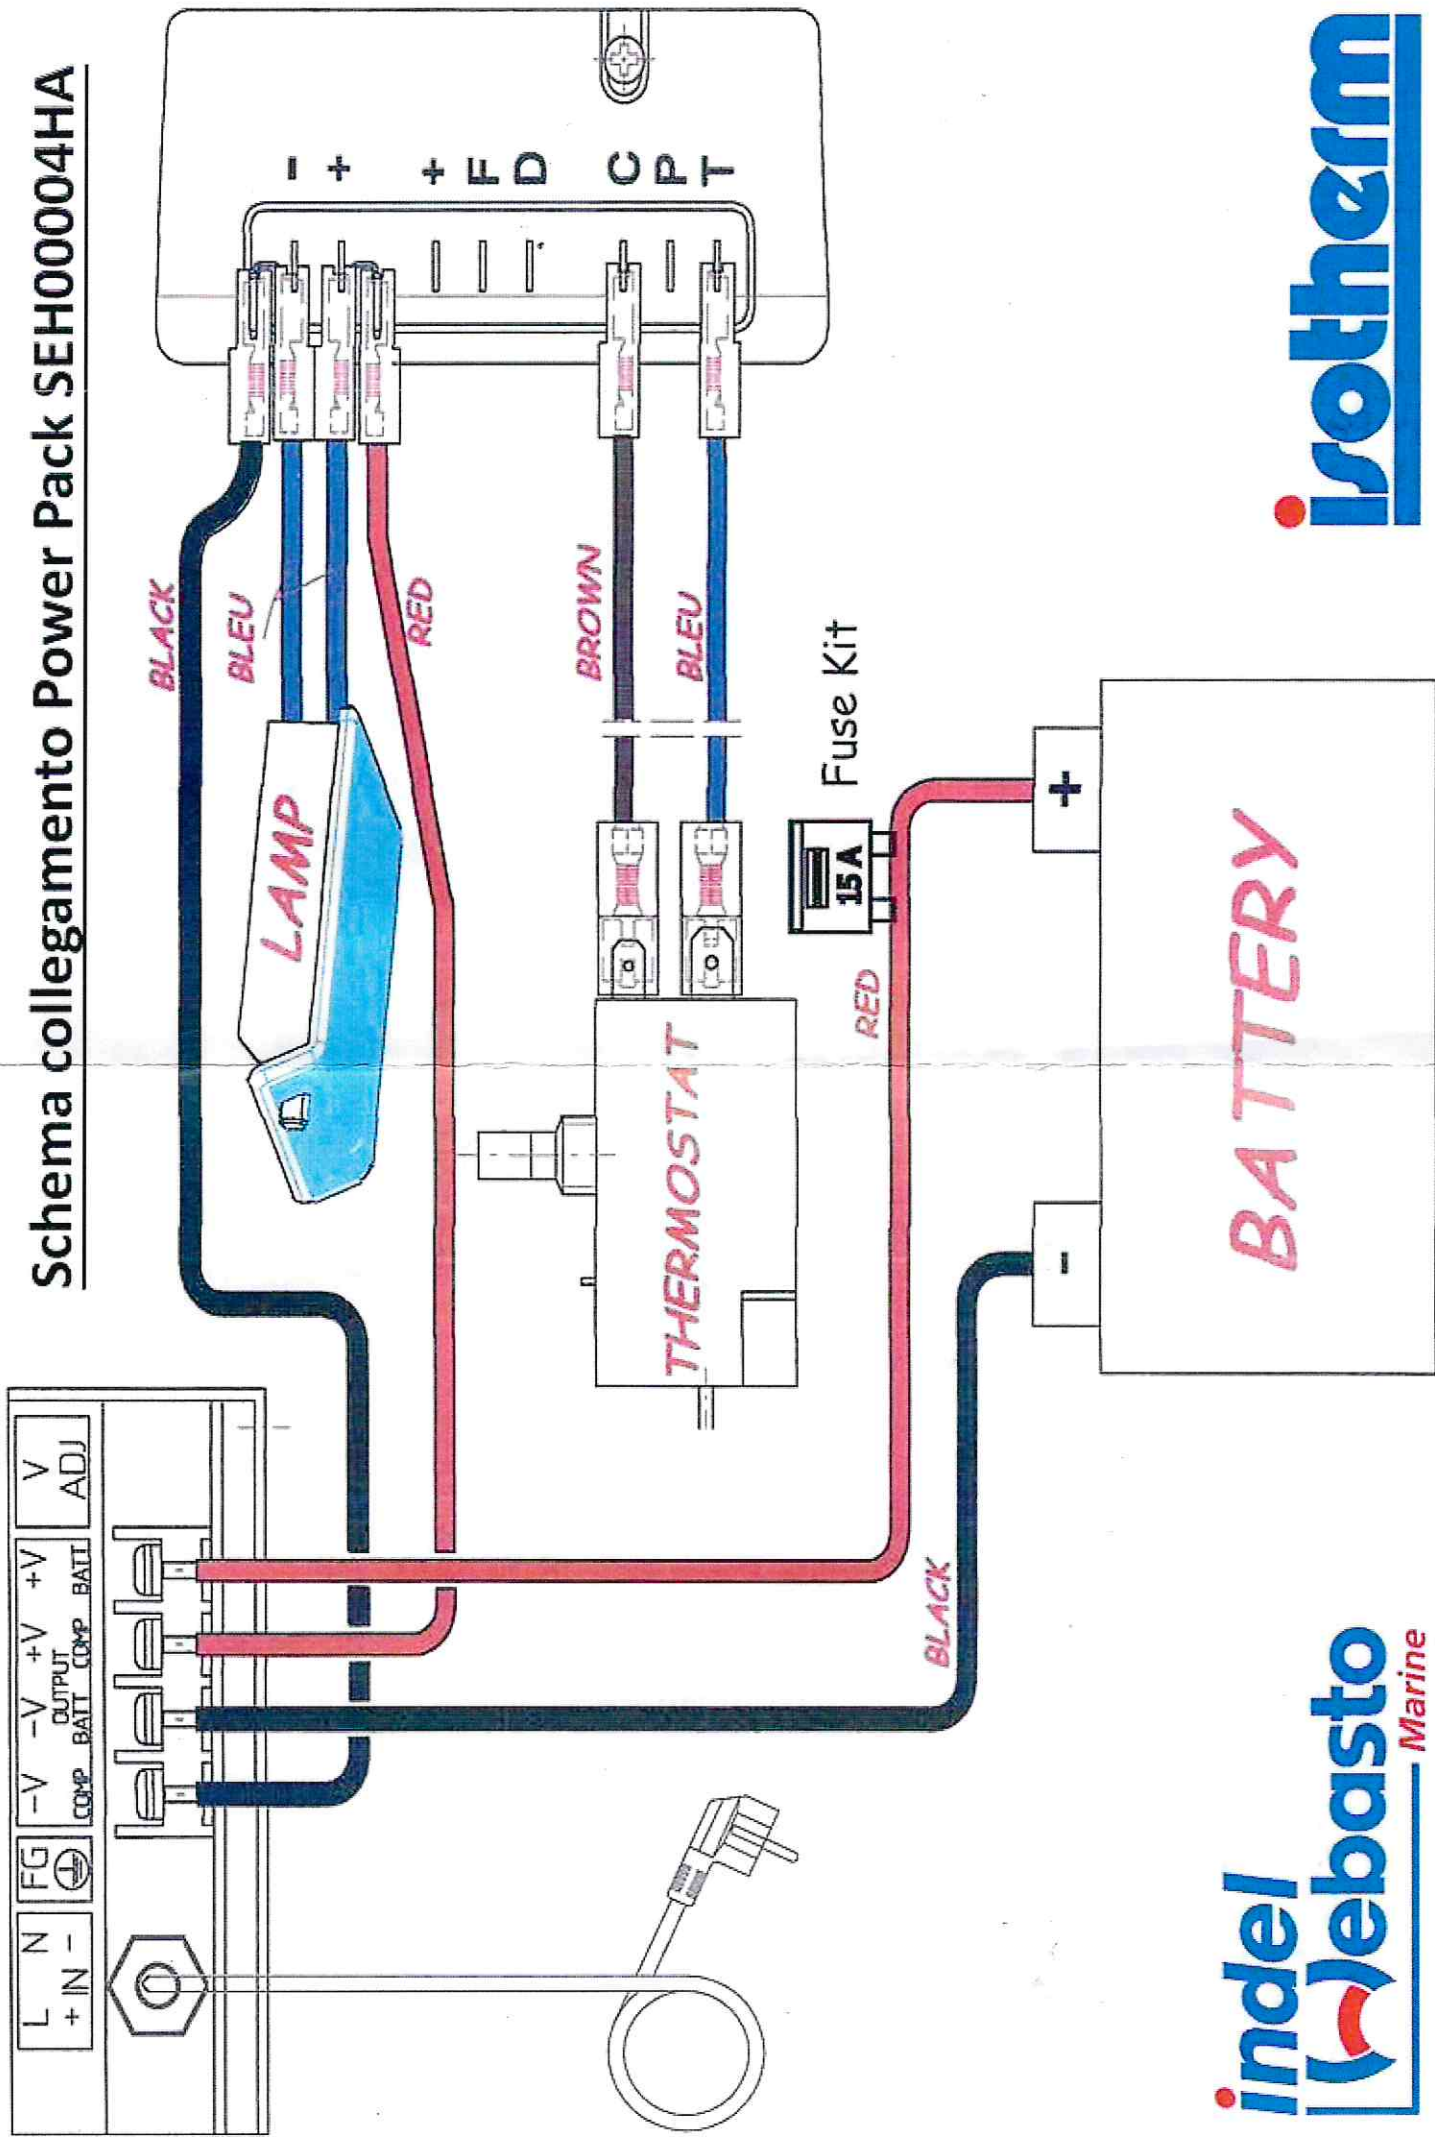 Schema collegamento Power Pack SEH00004HA
L N
+ IN -
FG
-V -V +V +V
OUTPUT
COMP BATT COMP BATT
V
ADJ
BLACK
BLEU
RED
LAMP
-
+
+
F
D
C
P
T
BROWN
BLEU
THERMOSTAT
Fuse Kit
15A
RED
BLACK
-
+
BATTERY
indel
Webasto
Marine
isotherm